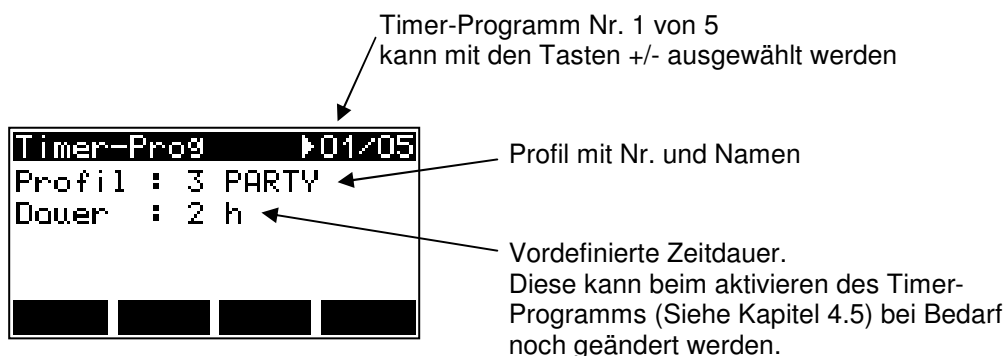 Timer-Programm Nr. 1 von 5
kann mit den Tasten +/- ausgewählt werden
Timer-Prog ▶01/05
Profil : 3 PARTY
Dauer : 2 h
Profil mit Nr. und Namen
Vordefinierte Zeitdauer.
Diese kann beim aktivieren des Timer-
Programms (Siehe Kapitel 4.5) bei Bedarf
noch geändert werden.